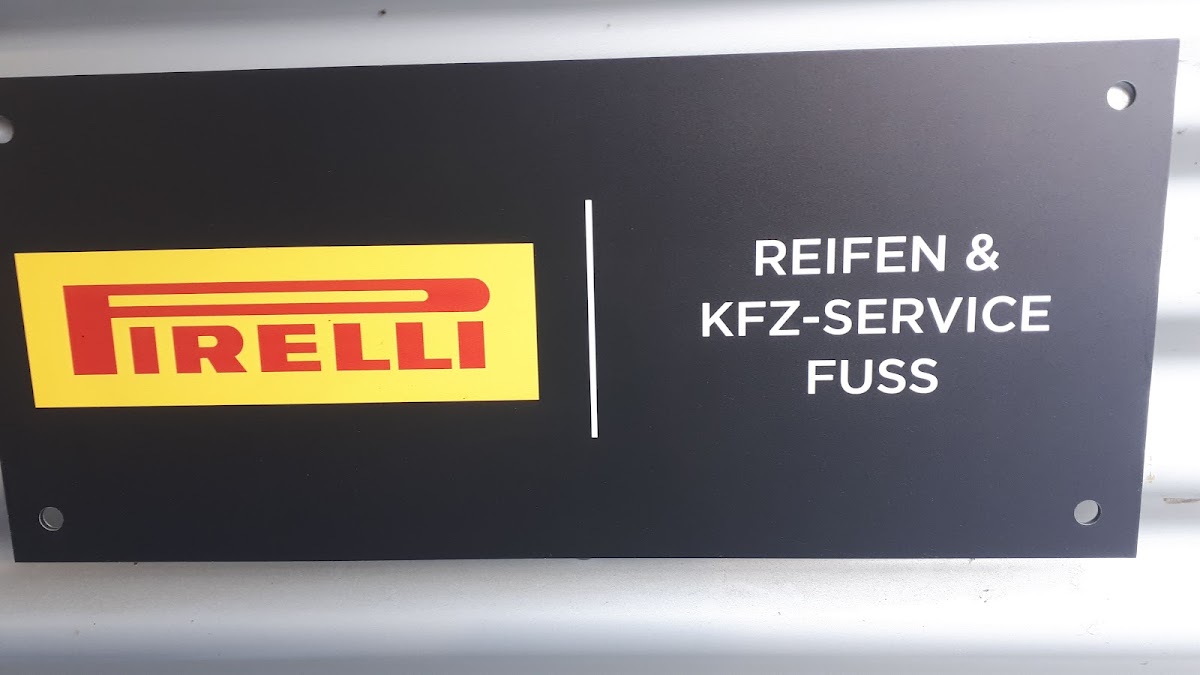 PIRELLI
REIFEN &
KFZ-SERVICE
FUSS